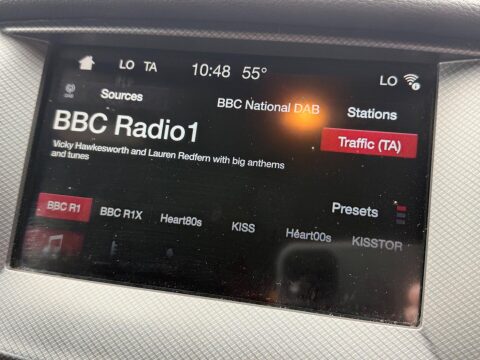 LO TA 10:48 55° LO
Sources
BBC National DAB
Stations
BBC Radio1
Vicky Hawkesworth and Lauren Redfern with big anthems
and tunes
Traffic (TA)
Presets
BBC R1 BBC R1X Heart80s KISS Heart00s KISSTOR